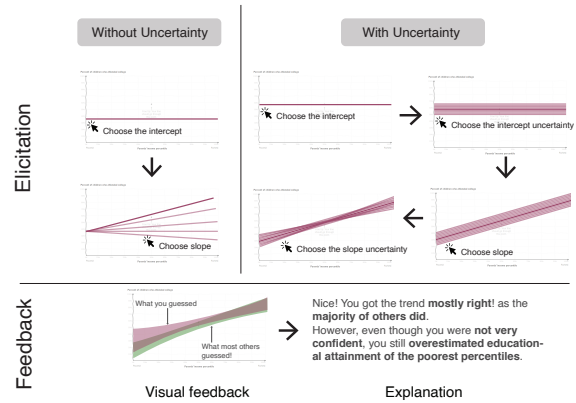 Without Uncertainty
With Uncertainty
Elicitation
Choose the intercept
Choose the intercept
Choose the intercept uncertainty
Choose slope
Choose the slope uncertainty
Choose slope
Feedback
What you guessed
What most others
guessed!
Nice! You got the trend mostly right! as the
majority of others did.
However, even though you were not very
confident, you still overestimated education-
al attainment of the poorest percentiles.
Visual feedback
Explanation